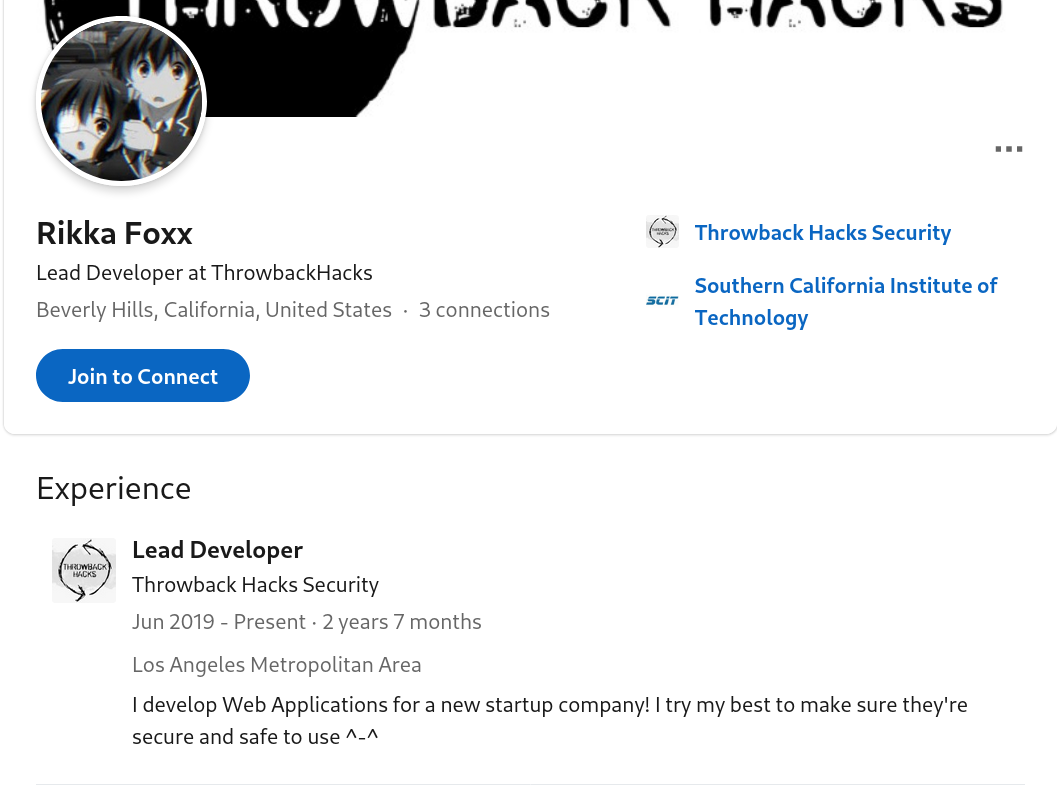 THROWBACK HACKS
Rikka Foxx
Lead Developer at ThrowbackHacks
Beverly Hills, California, United States · 3 connections
Join to Connect
THROWBACK
HACKS
Throwback Hacks Security
SCIT
Southern California Institute of
Technology
Experience
THROWBACK
HACKS
Lead Developer
Throwback Hacks Security
Jun 2019 - Present · 2 years 7 months
Los Angeles Metropolitan Area
I develop Web Applications for a new startup company! I try my best to make sure they're
secure and safe to use ^-^